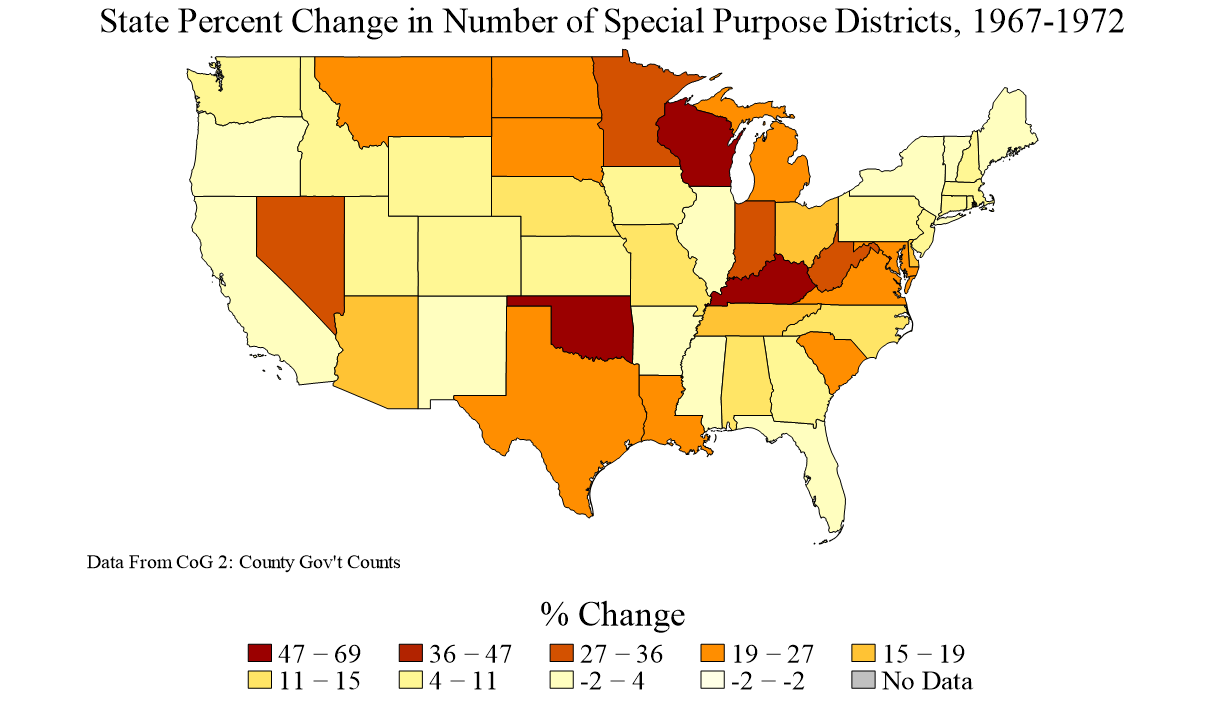 State Percent Change in Number of Special Purpose Districts, 1967-1972
Data From CoG 2: County Gov't Counts
% Change
47 − 69 36 − 47 27 − 36 19 − 27 15 − 19
11 − 15 4 − 11 -2 − 4 -2 − -2 No Data